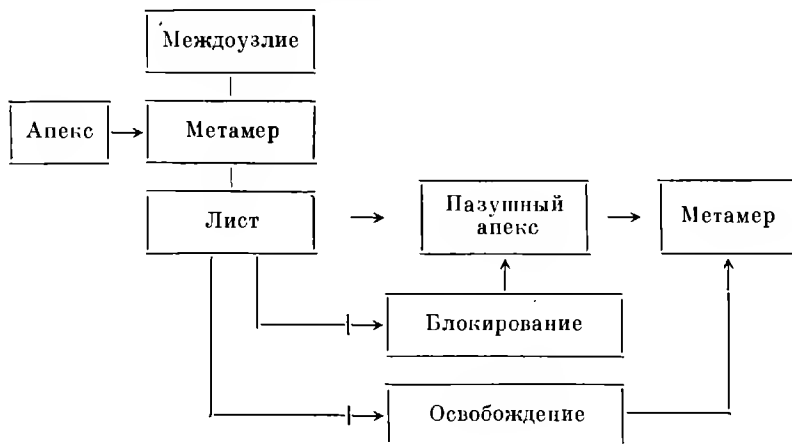 Междоузлие
Апекс
Метамер
Лист
Пазушный
апекс
Метамер
Блокирование
Освобождение